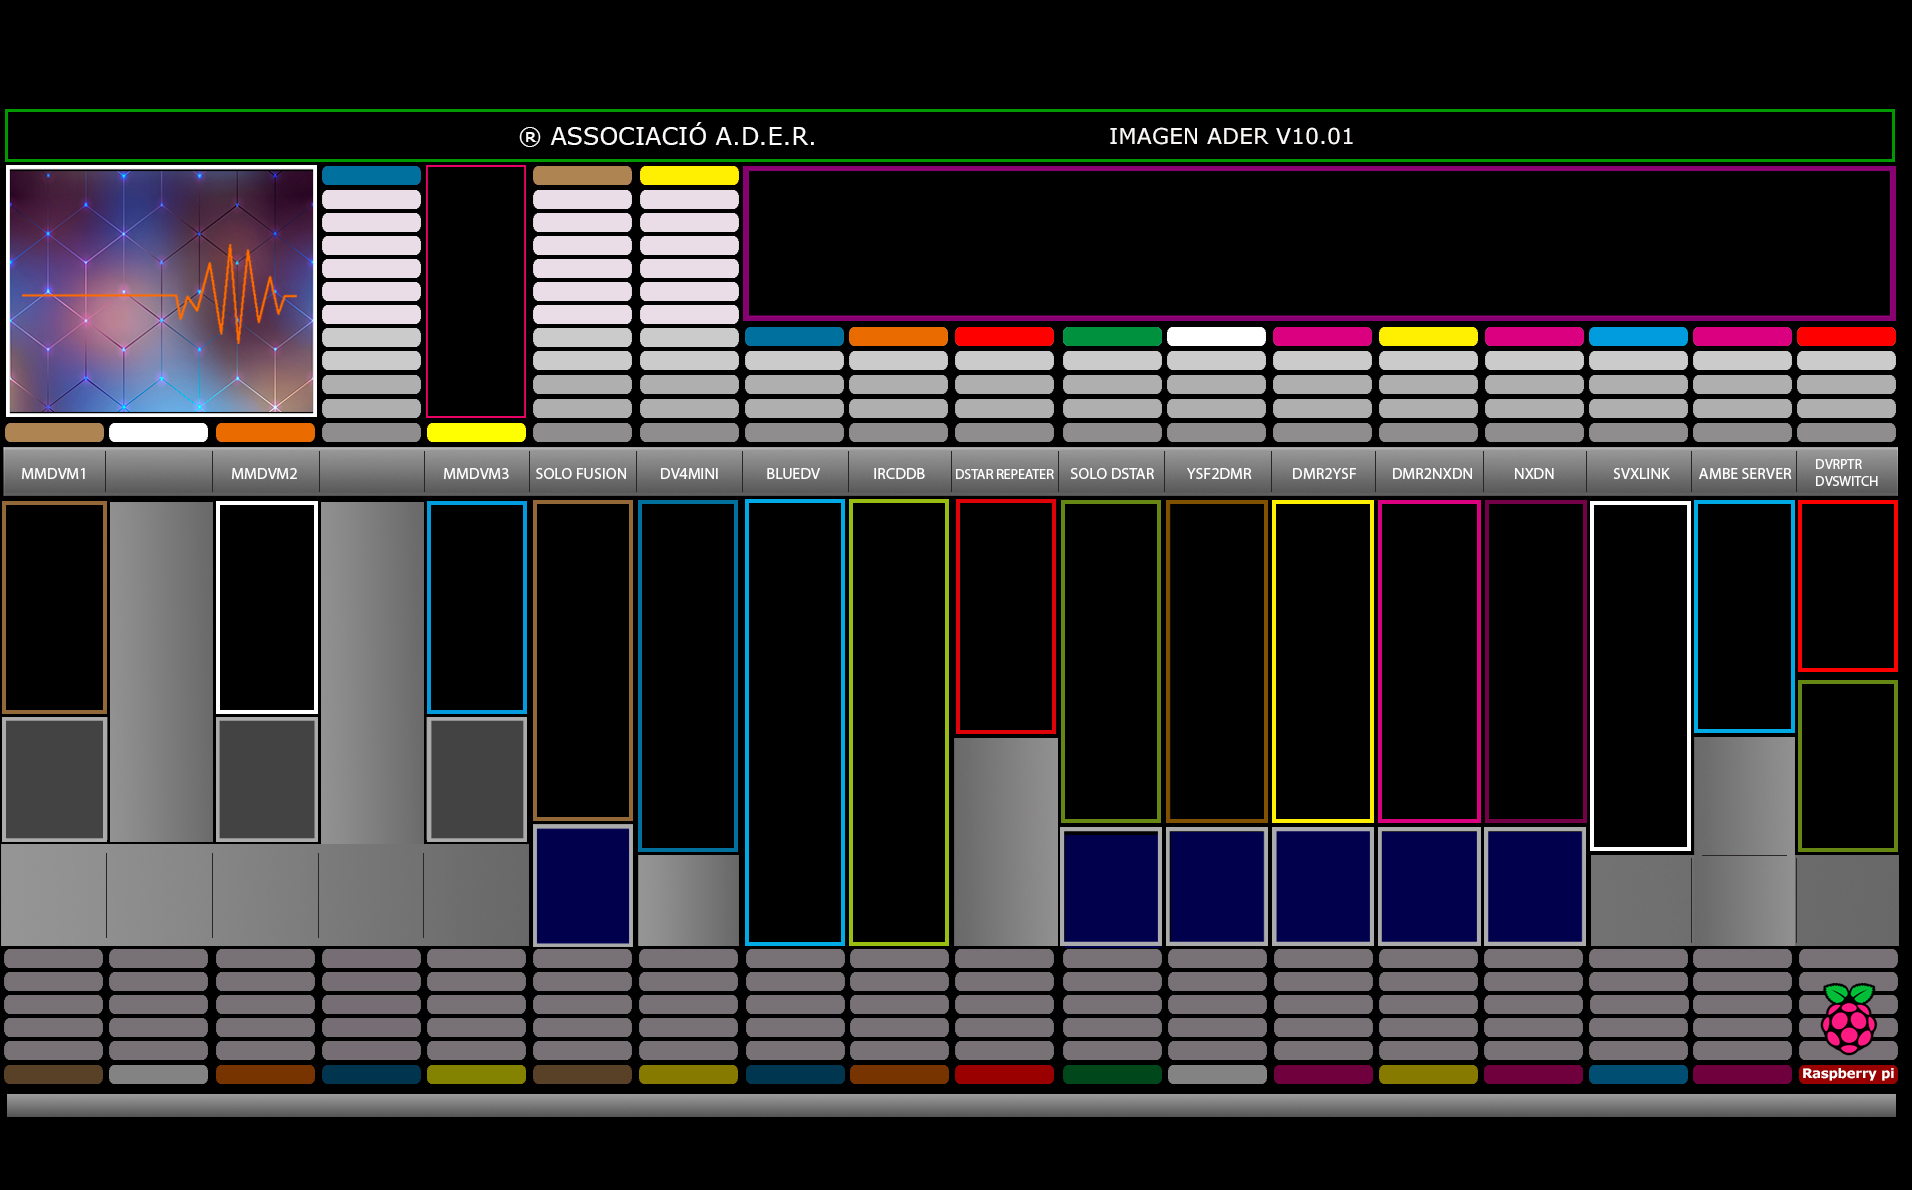 ® ASSOCIACIÓ A.D.E.R.
IMAGEN ADER V10.01
MMDVM1
MMDVM2
MMDVM3
SOLO FUSION
DV4MINI
BLUEDV
IRCDDB
DSTAR REPEATER
SOLO DSTAR
YSF2DMR
DMR2YSF
DMR2NXDN
NXDN
SVXLINK
AMBE SERVER
DVRPTR
DVSWITCH
Raspberry pi